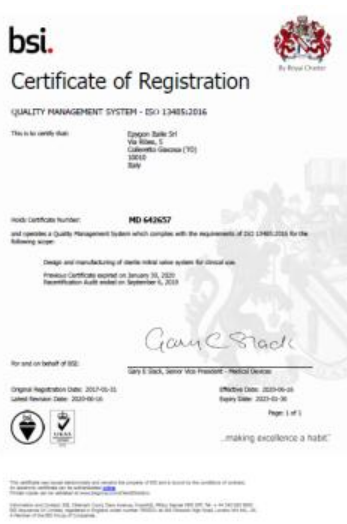 bsi.
By Royal Charter
Certificate of Registration
QUALITY MANAGEMENT SYSTEM - ISO 13485:2016
This is to certify that:
Epygon Italie Srl
Via Ribes, 5
Colleretto Giacosa (TO)
10010
Italy
Holds Certificate Number:
MD 642657
and operates a Quality Management System which complies with the requirements of ISO 13485:2016 for the
following scope:
Design and manufacturing of sterile mitral valve system for clinical use.
Previous Certificate expired on January 30, 2020
Recertification Audit ended on September 6, 2019
Gary E Slack
For and on behalf of BSI:
Gary E Slack, Senior Vice President - Medical Devices
Original Registration Date: 2017-01-31
Effective Date: 2020-06-16
Latest Revision Date: 2020-06-16
Expiry Date: 2023-01-30
Page: 1 of 1
UKAS
...making excellence a habit.™